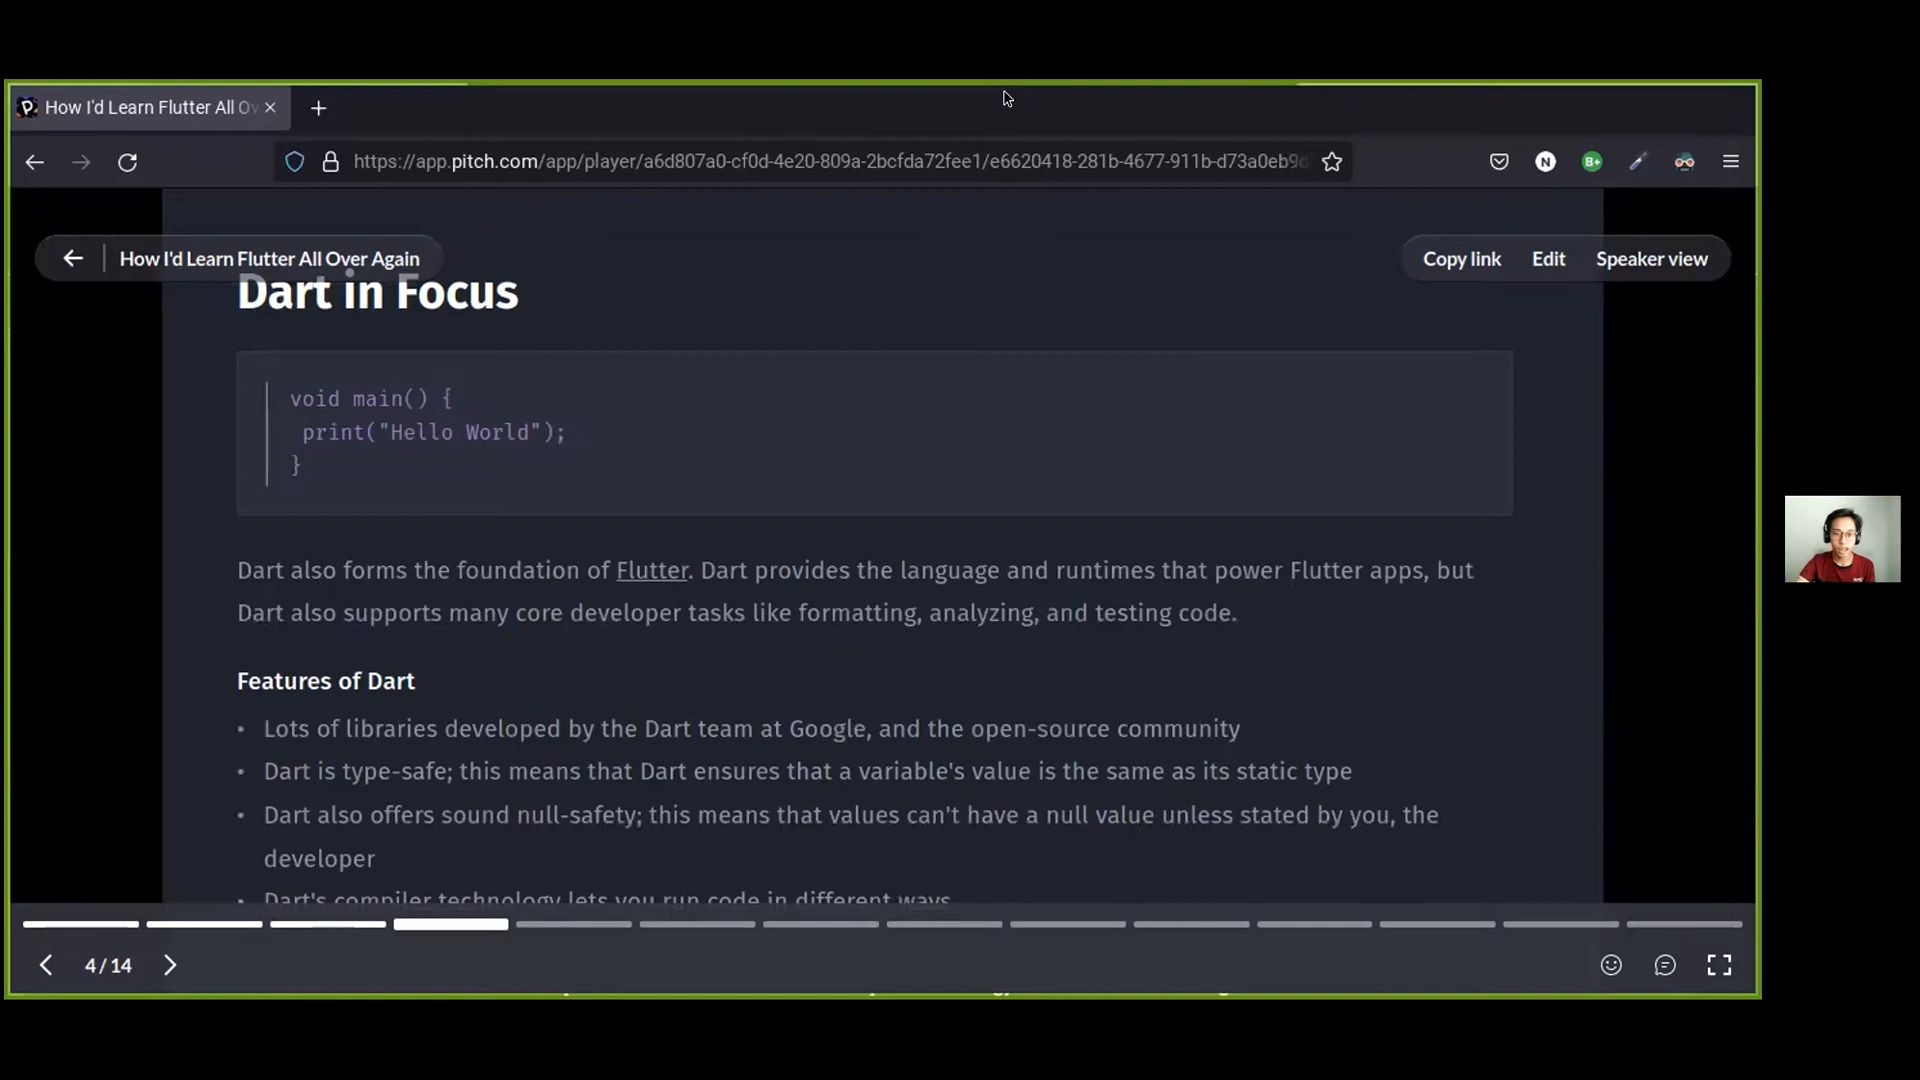 How I'd Learn Flutter All Ov
https://app.pitch.com/app/player/a6d807a0-cf0d-4e20-809a-2bcfda72fee1/e6620418-281b-4677-911b-d73a0eb9d
N
B+
How I'd Learn Flutter All Over Again
Copy link
Edit
Speaker view
Dart in Focus
void main() {
print("Hello World");
}
Dart also forms the foundation of Flutter. Dart provides the language and runtimes that power Flutter apps, but
Dart also supports many core developer tasks like formatting, analyzing, and testing code.
Features of Dart
• Lots of libraries developed by the Dart team at Google, and the open-source community
• Dart is type-safe; this means that Dart ensures that a variable's value is the same as its static type
• Dart also offers sound null-safety; this means that values can't have a null value unless stated by you, the
developer
• Dart's compiler technology lets you run code in different ways
4 / 14